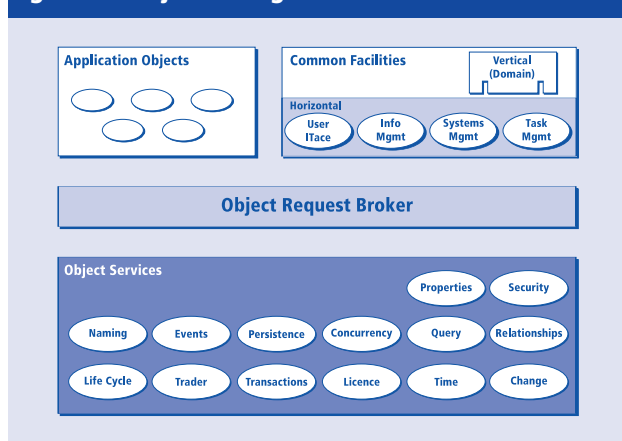 Application Objects
Common Facilities
Vertical
(Domain)
Horizontal
User
ITace
Info
Mgmt
Systems
Mgmt
Task
Mgmt
Object Request Broker
Object Services
Properties
Security
Naming
Events
Persistence
Concurrency
Query
Relationships
Life Cycle
Trader
Transactions
Licence
Time
Change